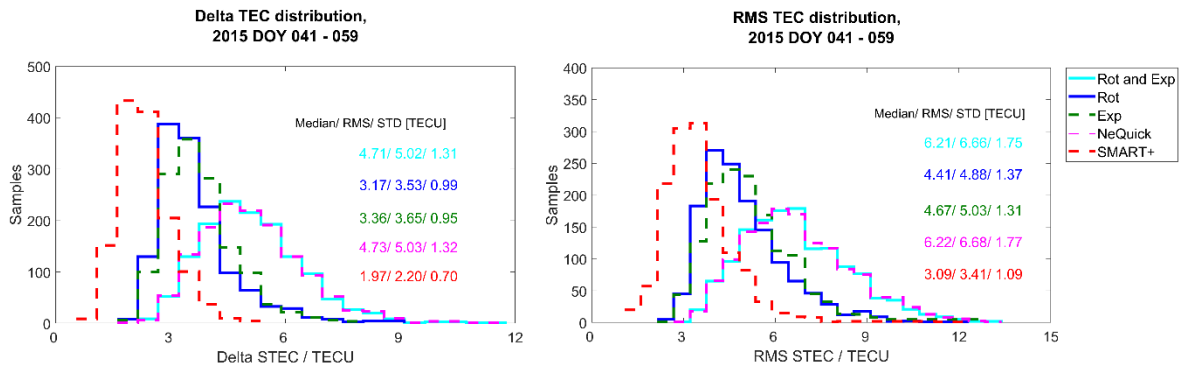 Delta TEC distribution,
2015 DOY 041 - 059
500
400
300
200
100
0
Samples
Median/ RMS/ STD [TECU]
4.71/ 5.02/ 1.31
3.17/ 3.53/ 0.99
3.36/ 3.65/ 0.95
4.73/ 5.03/ 1.32
1.97/ 2.20/ 0.70
0 3 6 9 12
Delta STEC / TECU
RMS TEC distribution,
2015 DOY 041 - 059
400
350
300
250
200
150
100
50
0
Samples
Median/ RMS/ STD [TECU]
6.21/ 6.66/ 1.75
4.41/ 4.88/ 1.37
4.67/ 5.03/ 1.31
6.22/ 6.68/ 1.77
3.09/ 3.41/ 1.09
0 3 6 9 12 15
RMS STEC / TECU
Rot and Exp
Rot
Exp
NeQuick
SMART+